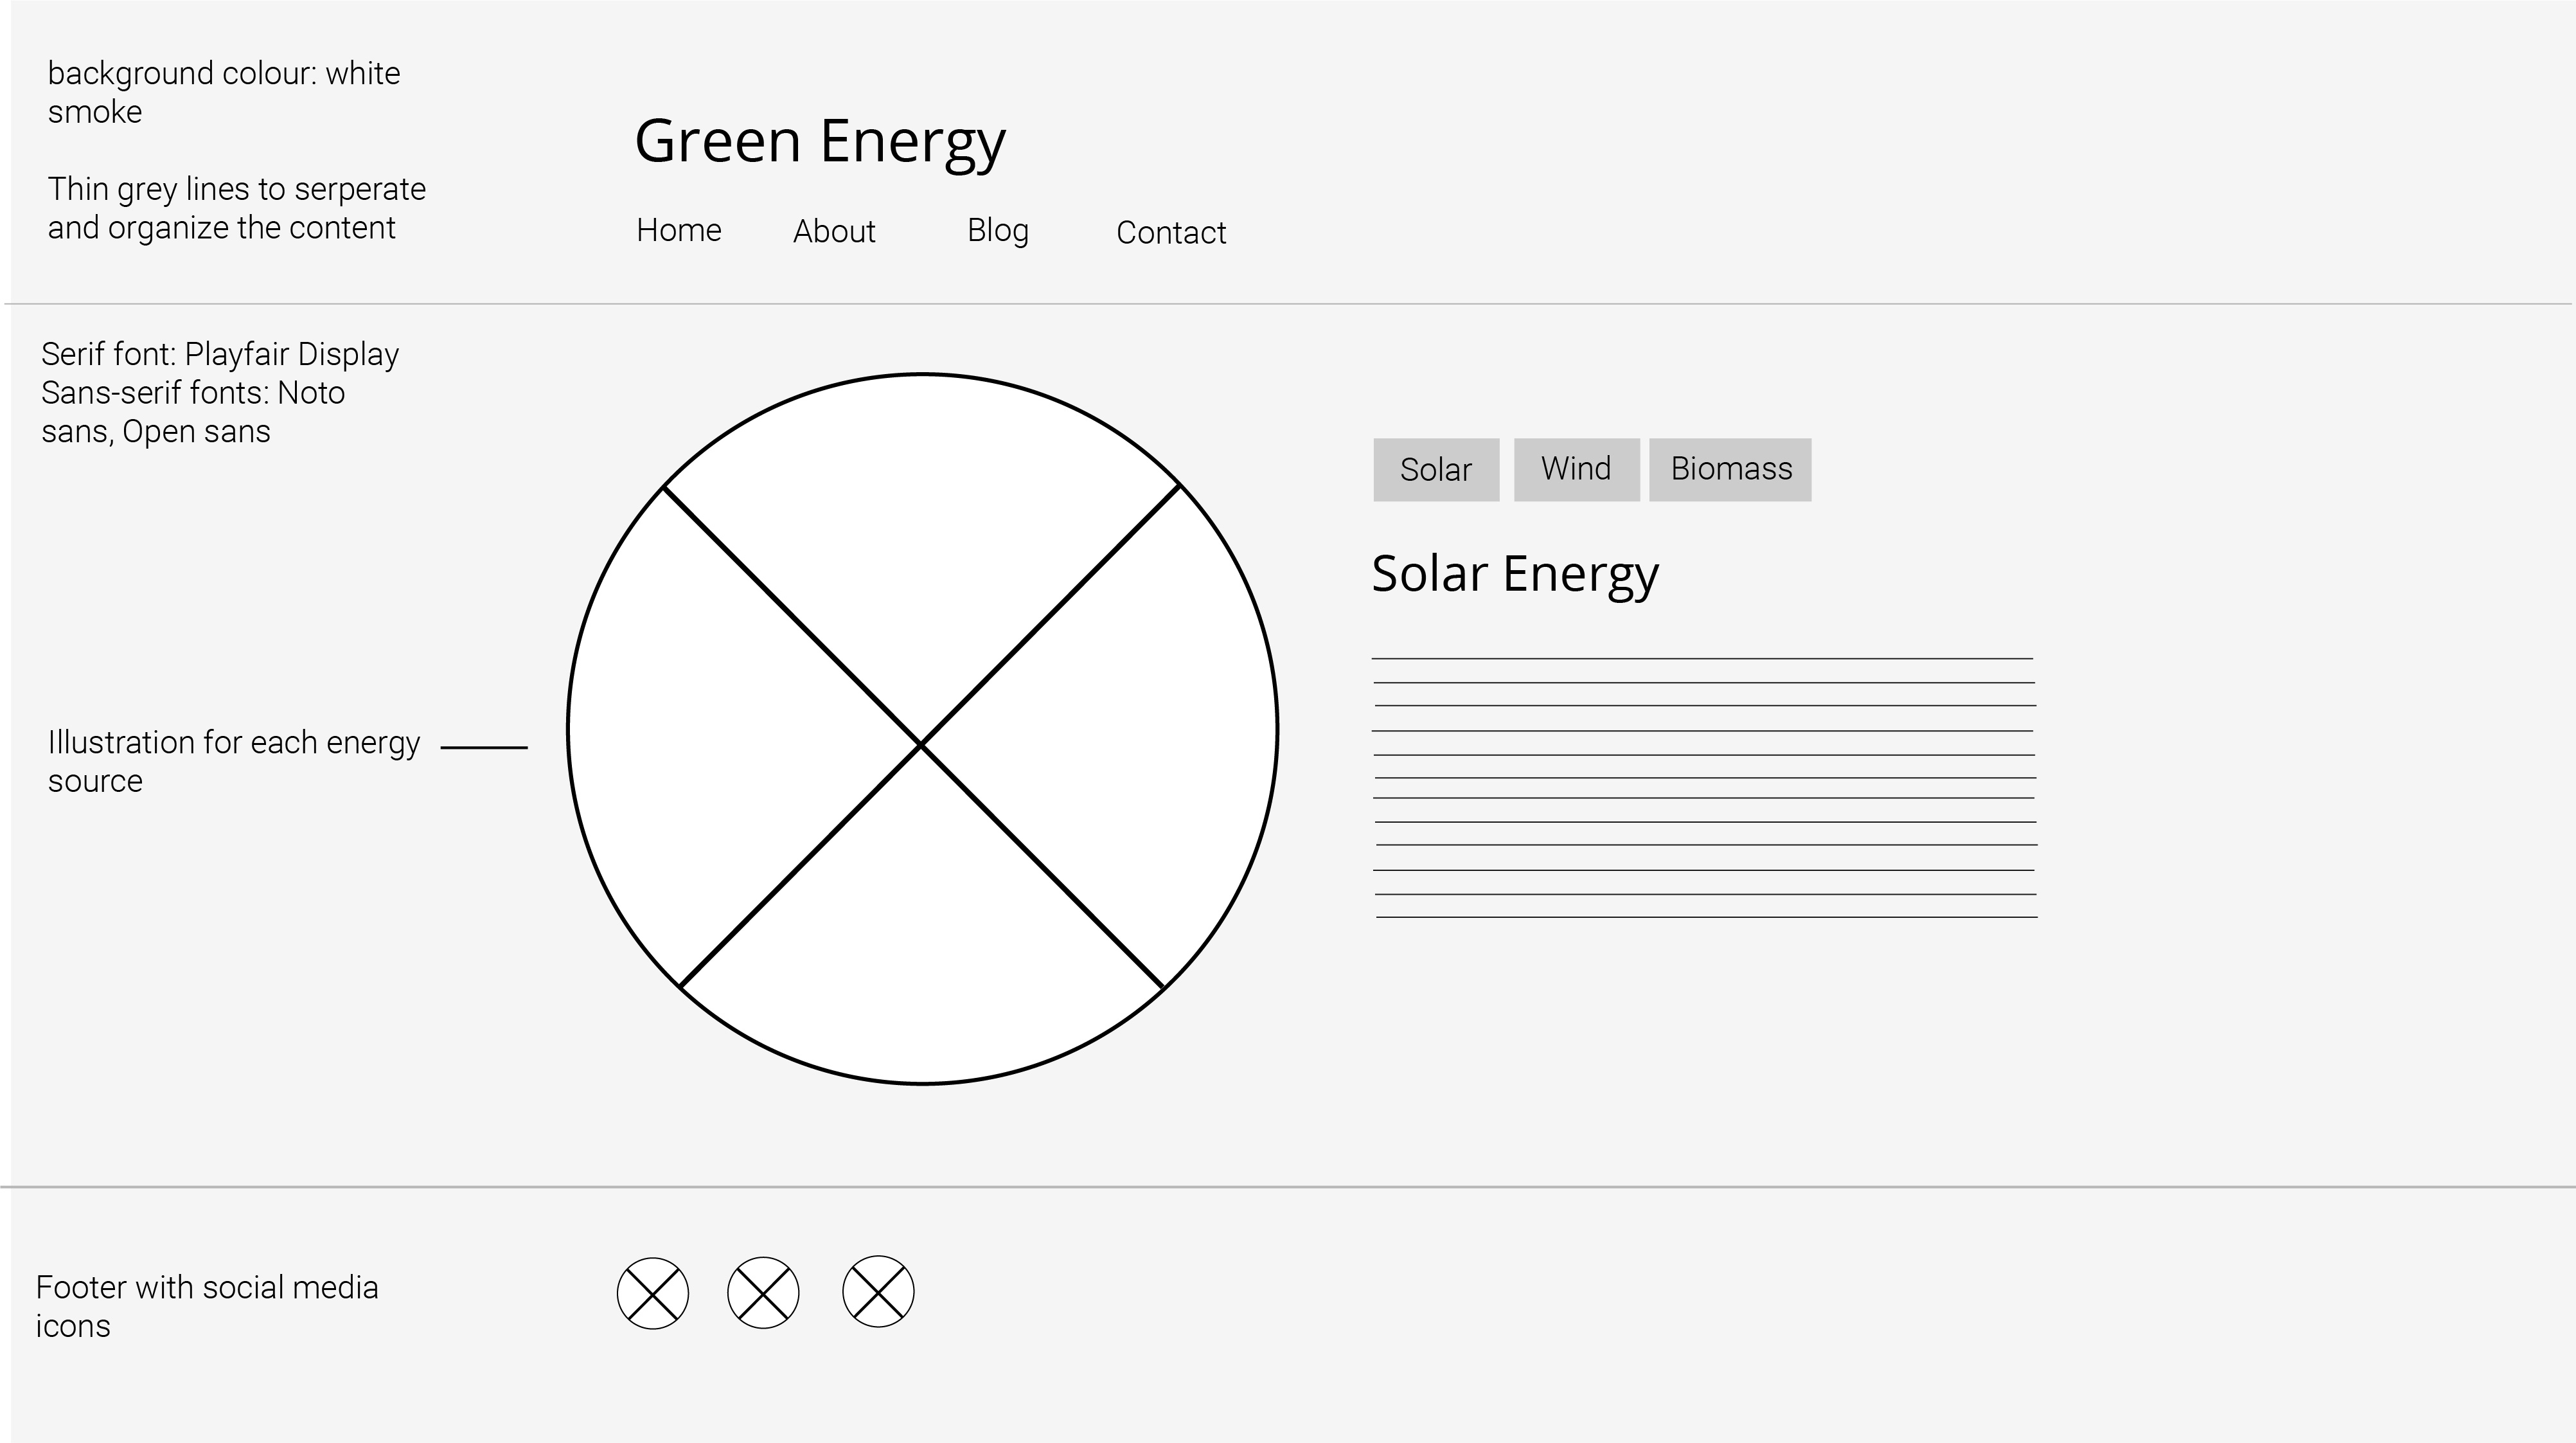 background colour: white
smoke
Thin grey lines to serperate
and organize the content
Green Energy
Home About Blog Contact
Serif font: Playfair Display
Sans-serif fonts: Noto
sans, Open sans
Solar Wind Biomass
Solar Energy
Illustration for each energy
source
Footer with social media
icons